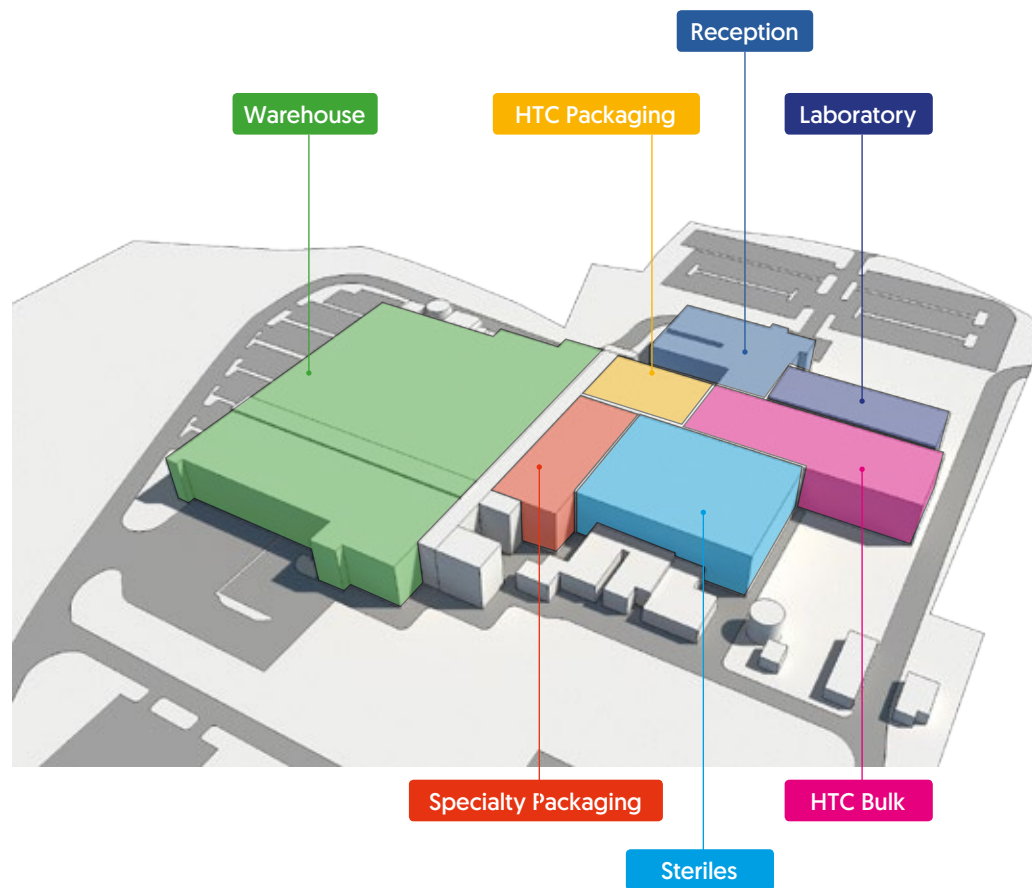 Reception
Warehouse
HTC Packaging
Laboratory
Specialty Packaging
HTC Bulk
Steriles